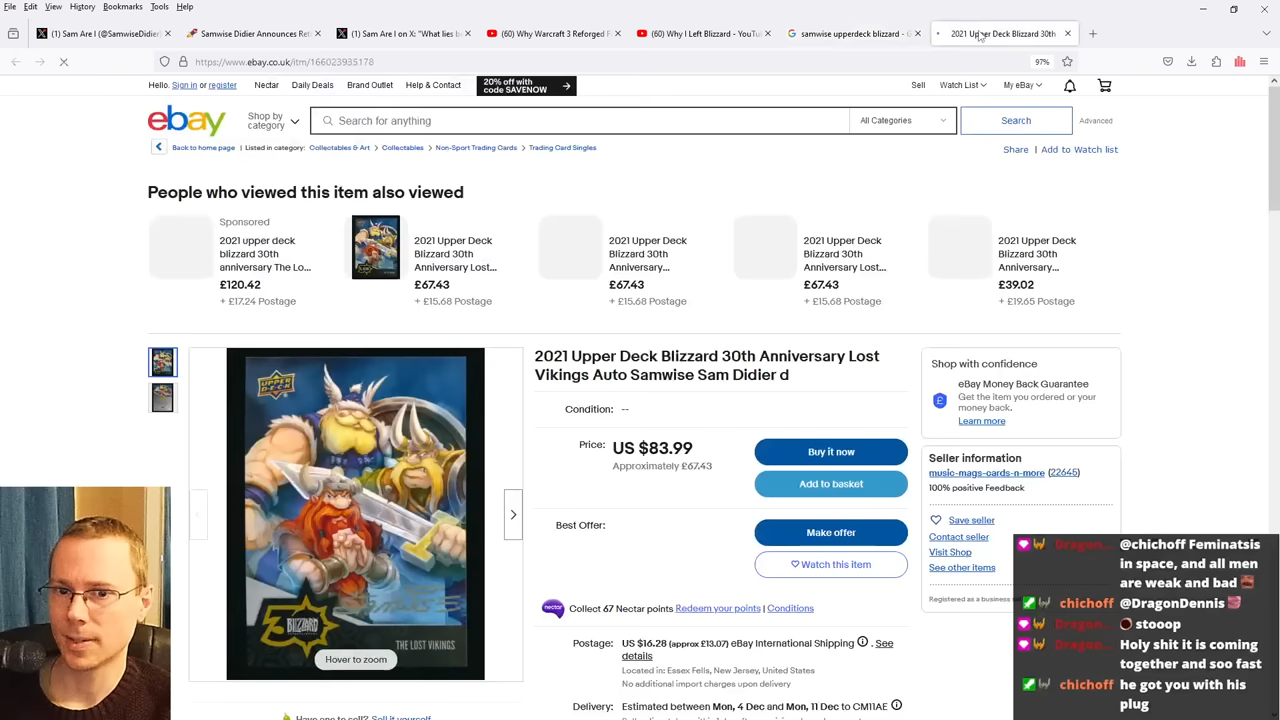 File Edit View History Bookmarks Tools Help
(1) Sam Are I (@SamwiseDidier
Samwise Didier Announces Ret
(1) Sam Are I on X: "What lies b
(60) Why Warcraft 3 Reforged F
(60) Why I Left Blizzard - YouTu
samwise upperdeck blizzard - G
2021 Upper Deck Blizzard 30th
https://www.ebay.co.uk/itm/166023935178
97%
Hello. Sign in or register
Nectar
Daily Deals
Brand Outlet
Help & Contact
20% off with
code SAVENOW
Sell
Watch List
My eBay
ebay
Shop by
category
Search for anything
All Categories
Search
Advanced
Back to home page | Listed in category: Collectables & Art > Collectables > Non-Sport Trading Cards > Trading Card Singles
Share | Add to Watch list
People who viewed this item also viewed
Sponsored
2021 upper deck
blizzard 30th
anniversary The Lo...
£120.42
+ £17.24 Postage
2021 Upper Deck
Blizzard 30th
Anniversary Lost...
£67.43
+ £15.68 Postage
2021 Upper Deck
Blizzard 30th
Anniversary...
£67.43
+ £15.68 Postage
2021 Upper Deck
Blizzard 30th
Anniversary Lost...
£67.43
+ £15.68 Postage
2021 Upper Deck
Blizzard 30th
Anniversary...
£39.02
+ £19.65 Postage
UPPER
DECK
BLIZZARD
THE LOST VIKINGS
Hover to zoom
Have one to sell? Sell it yourself
2021 Upper Deck Blizzard 30th Anniversary Lost
Vikings Auto Samwise Sam Didier d
Condition: --
Price: US $83.99
Approximately £67.43
Buy it now
Add to basket
Best Offer:
Make offer
Watch this item
nectar Collect 67 Nectar points Redeem your points | Conditions
Postage: US $16.28 (approx £13.07) eBay International Shipping . See
details
Located in: Essex Fells, New Jersey, United States
No additional import charges upon delivery
Delivery: Estimated between Mon, 4 Dec and Mon, 11 Dec to CM11AE
Shop with confidence
eBay Money Back Guarantee
Get the item you ordered or your
money back.
Learn more
Seller information
music-mags-cards-n-more (22645)
100% positive Feedback
Save seller
Contact seller
Visit Shop
See other items
Registered as a business
Dragon... @chichoff Feminatsis
in space, and all men
are weak and bad
chichoff @DragonDennis
Dragon... stooop
Dragon... Holy shit it is coming
together and soo fast
chichoff he got you with his
plug